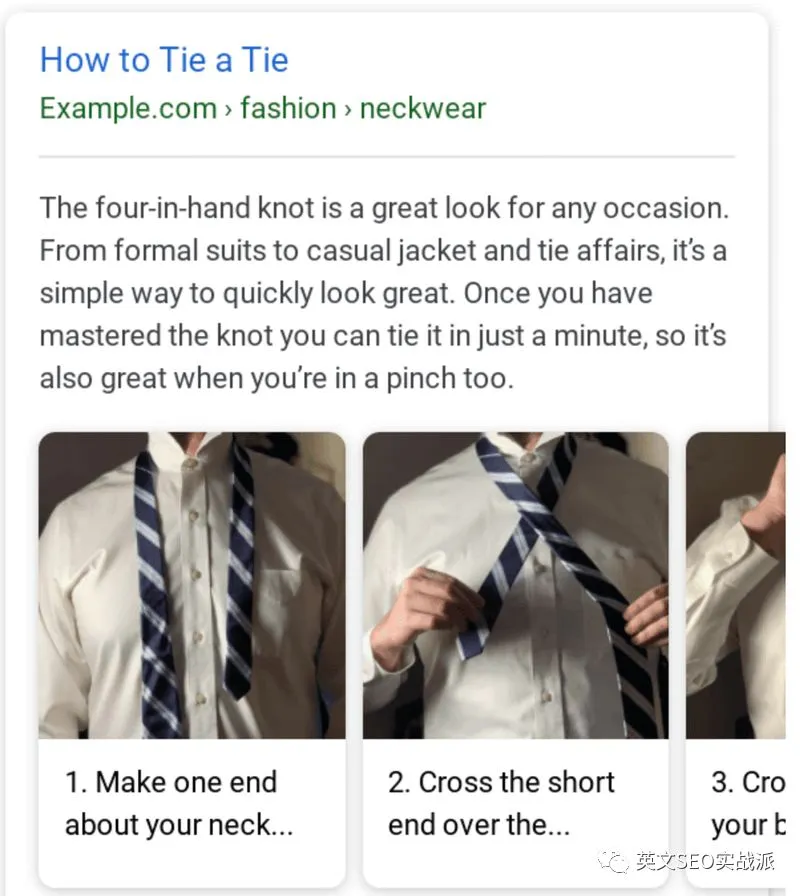 How to Tie a Tie
Example.com › fashion › neckwear
The four-in-hand knot is a great look for any occasion.
From formal suits to casual jacket and tie affairs, it’s a
simple way to quickly look great. Once you have
mastered the knot you can tie it in just a minute, so it’s
also great when you’re in a pinch too.
1. Make one end
about your neck...
2. Cross the short
end over the...
3. Cro
your b
英文SEO实战派